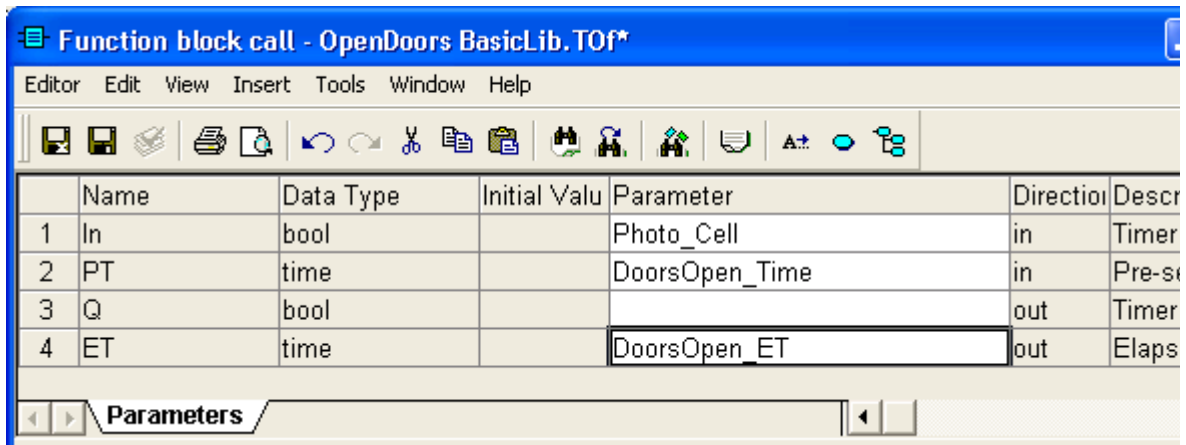 Function block call - OpenDoors BasicLib.TOf*
Editor Edit View Insert Tools Window Help
Name Data Type Initial Valu Parameter Direction Descr
1 In bool Photo_Cell in Timer
2 PT time DoorsOpen_Time in Pre-se
3 Q bool out Timer
4 ET time DoorsOpen_ET out Elaps
Parameters